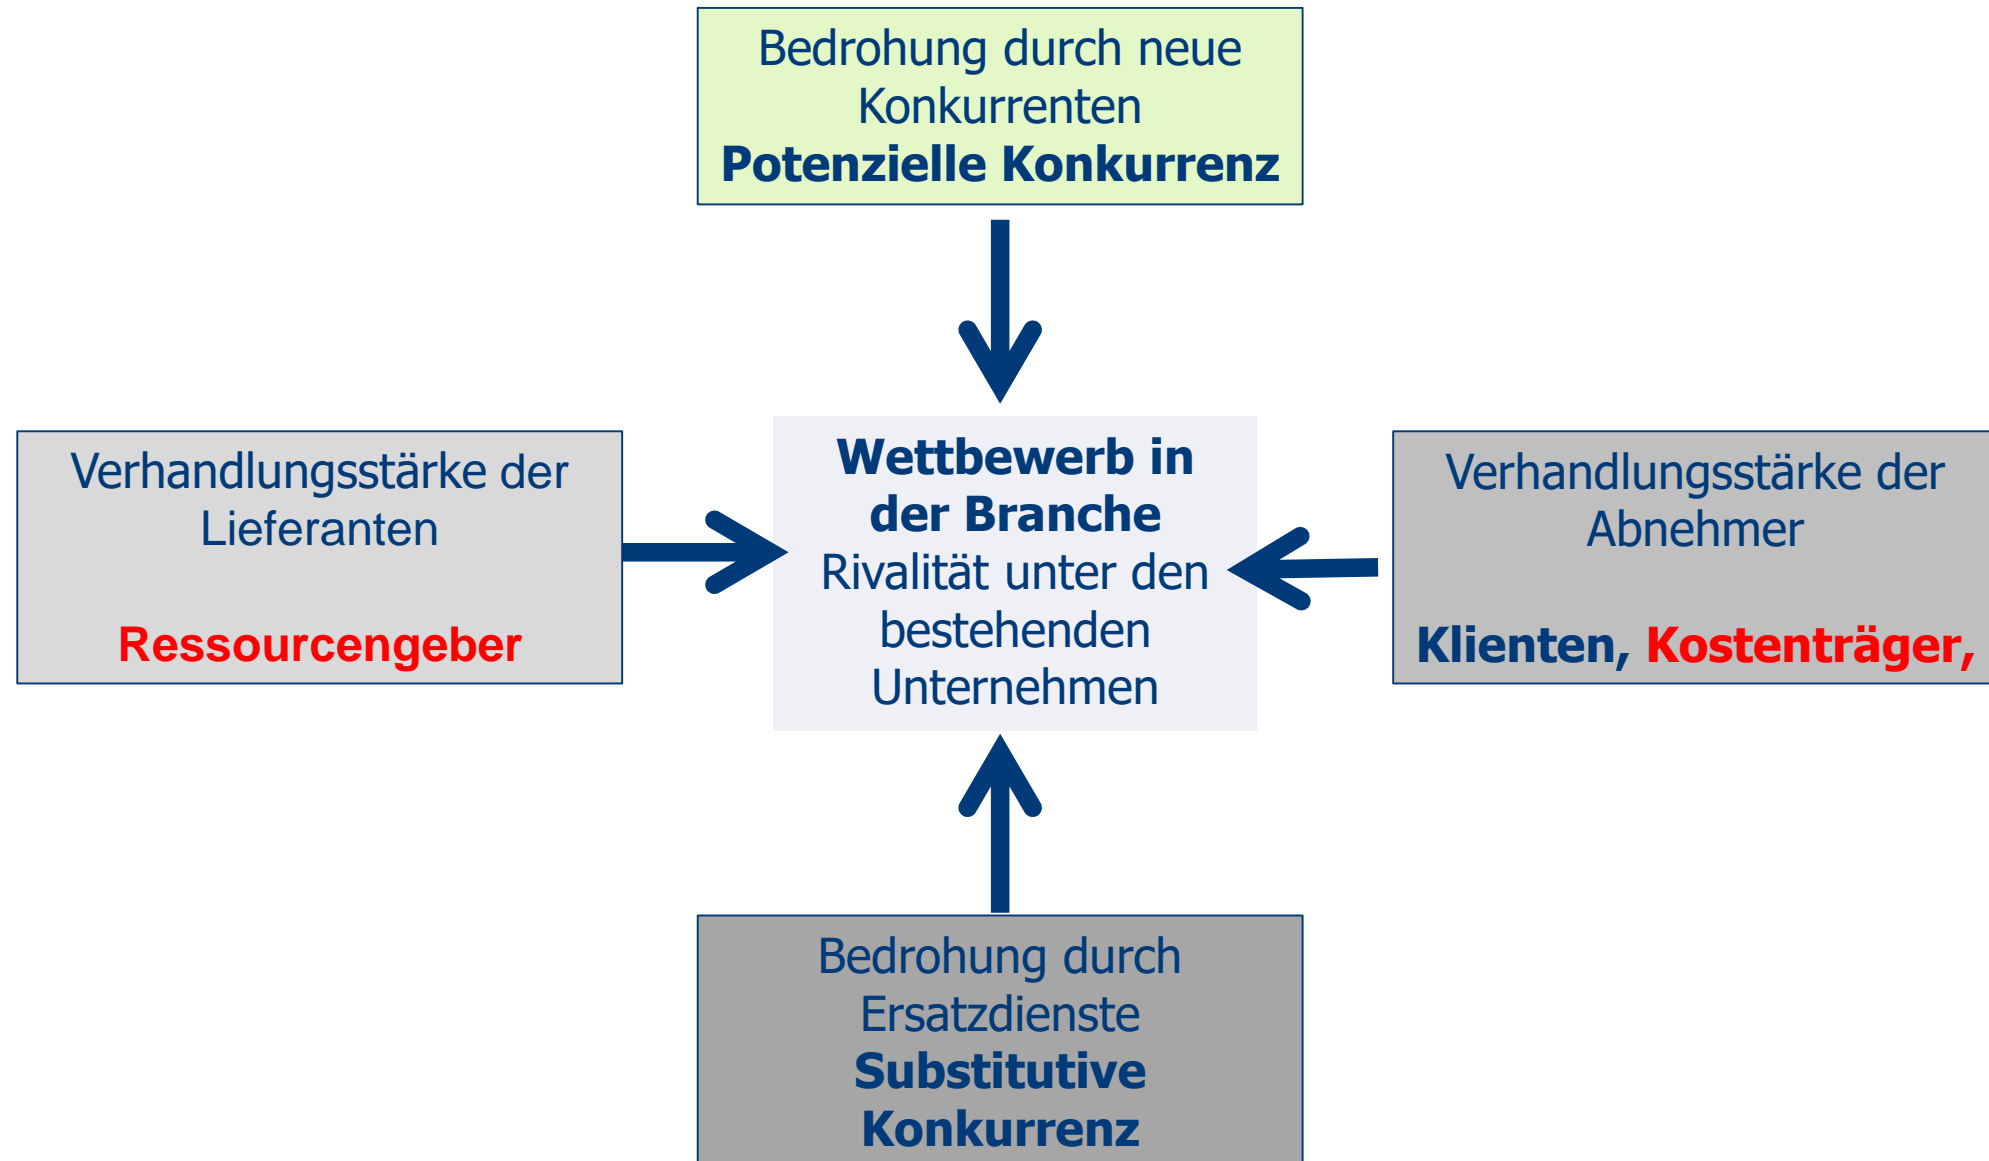 Bedrohung durch neue
Konkurrenten
Potenzielle Konkurrenz
Verhandlungsstärke der
Lieferanten
Ressourcengeber
Wettbewerb in
der Branche
Rivalität unter den
bestehenden
Unternehmen
Verhandlungsstärke der
Abnehmer
Klienten, Kostenträger,
Bedrohung durch
Ersatzdienste
Substitutive
Konkurrenz